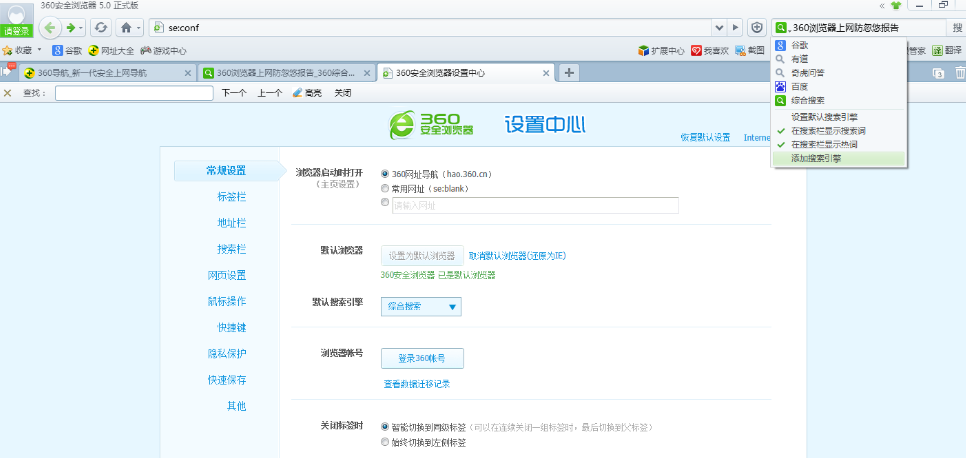 360安全浏览器 5.0 正式版
请登录
se:conf
360浏览器上网防忽悠报告
搜
收藏 谷歌 网址大全 游戏中心
扩展中心 我喜欢 截图
管家 翻译
360导航_新一代安全上网导航
360浏览器上网防忽悠报告_360综合...
360安全浏览器设置中心
查找: 下一个 上一个 高亮 关闭
谷歌
有道
奇虎问答
百度
综合搜索
设置默认搜索引擎
在搜索栏显示搜索词
在搜索栏显示热词
添加搜索引擎
360
安全浏览器
设置中心
恢复默认设置 Interne
常规设置
标签栏
地址栏
搜索栏
网页设置
鼠标操作
快捷键
隐私保护
快速保存
其他
浏览器启动时打开
（主页设置）
360网址导航（hao.360.cn）
常用网址（se:blank）
请输入网址
默认浏览器
设置为默认浏览器 取消默认浏览器(还原为IE)
360安全浏览器 已是默认浏览器
默认搜索引擎
综合搜索
浏览器帐号
登录360帐号
查看数据迁移记录
关闭标签时
智能切换到同级标签（可以在连续关闭一组标签时，最后切换到父标签）
始终切换到左侧标签